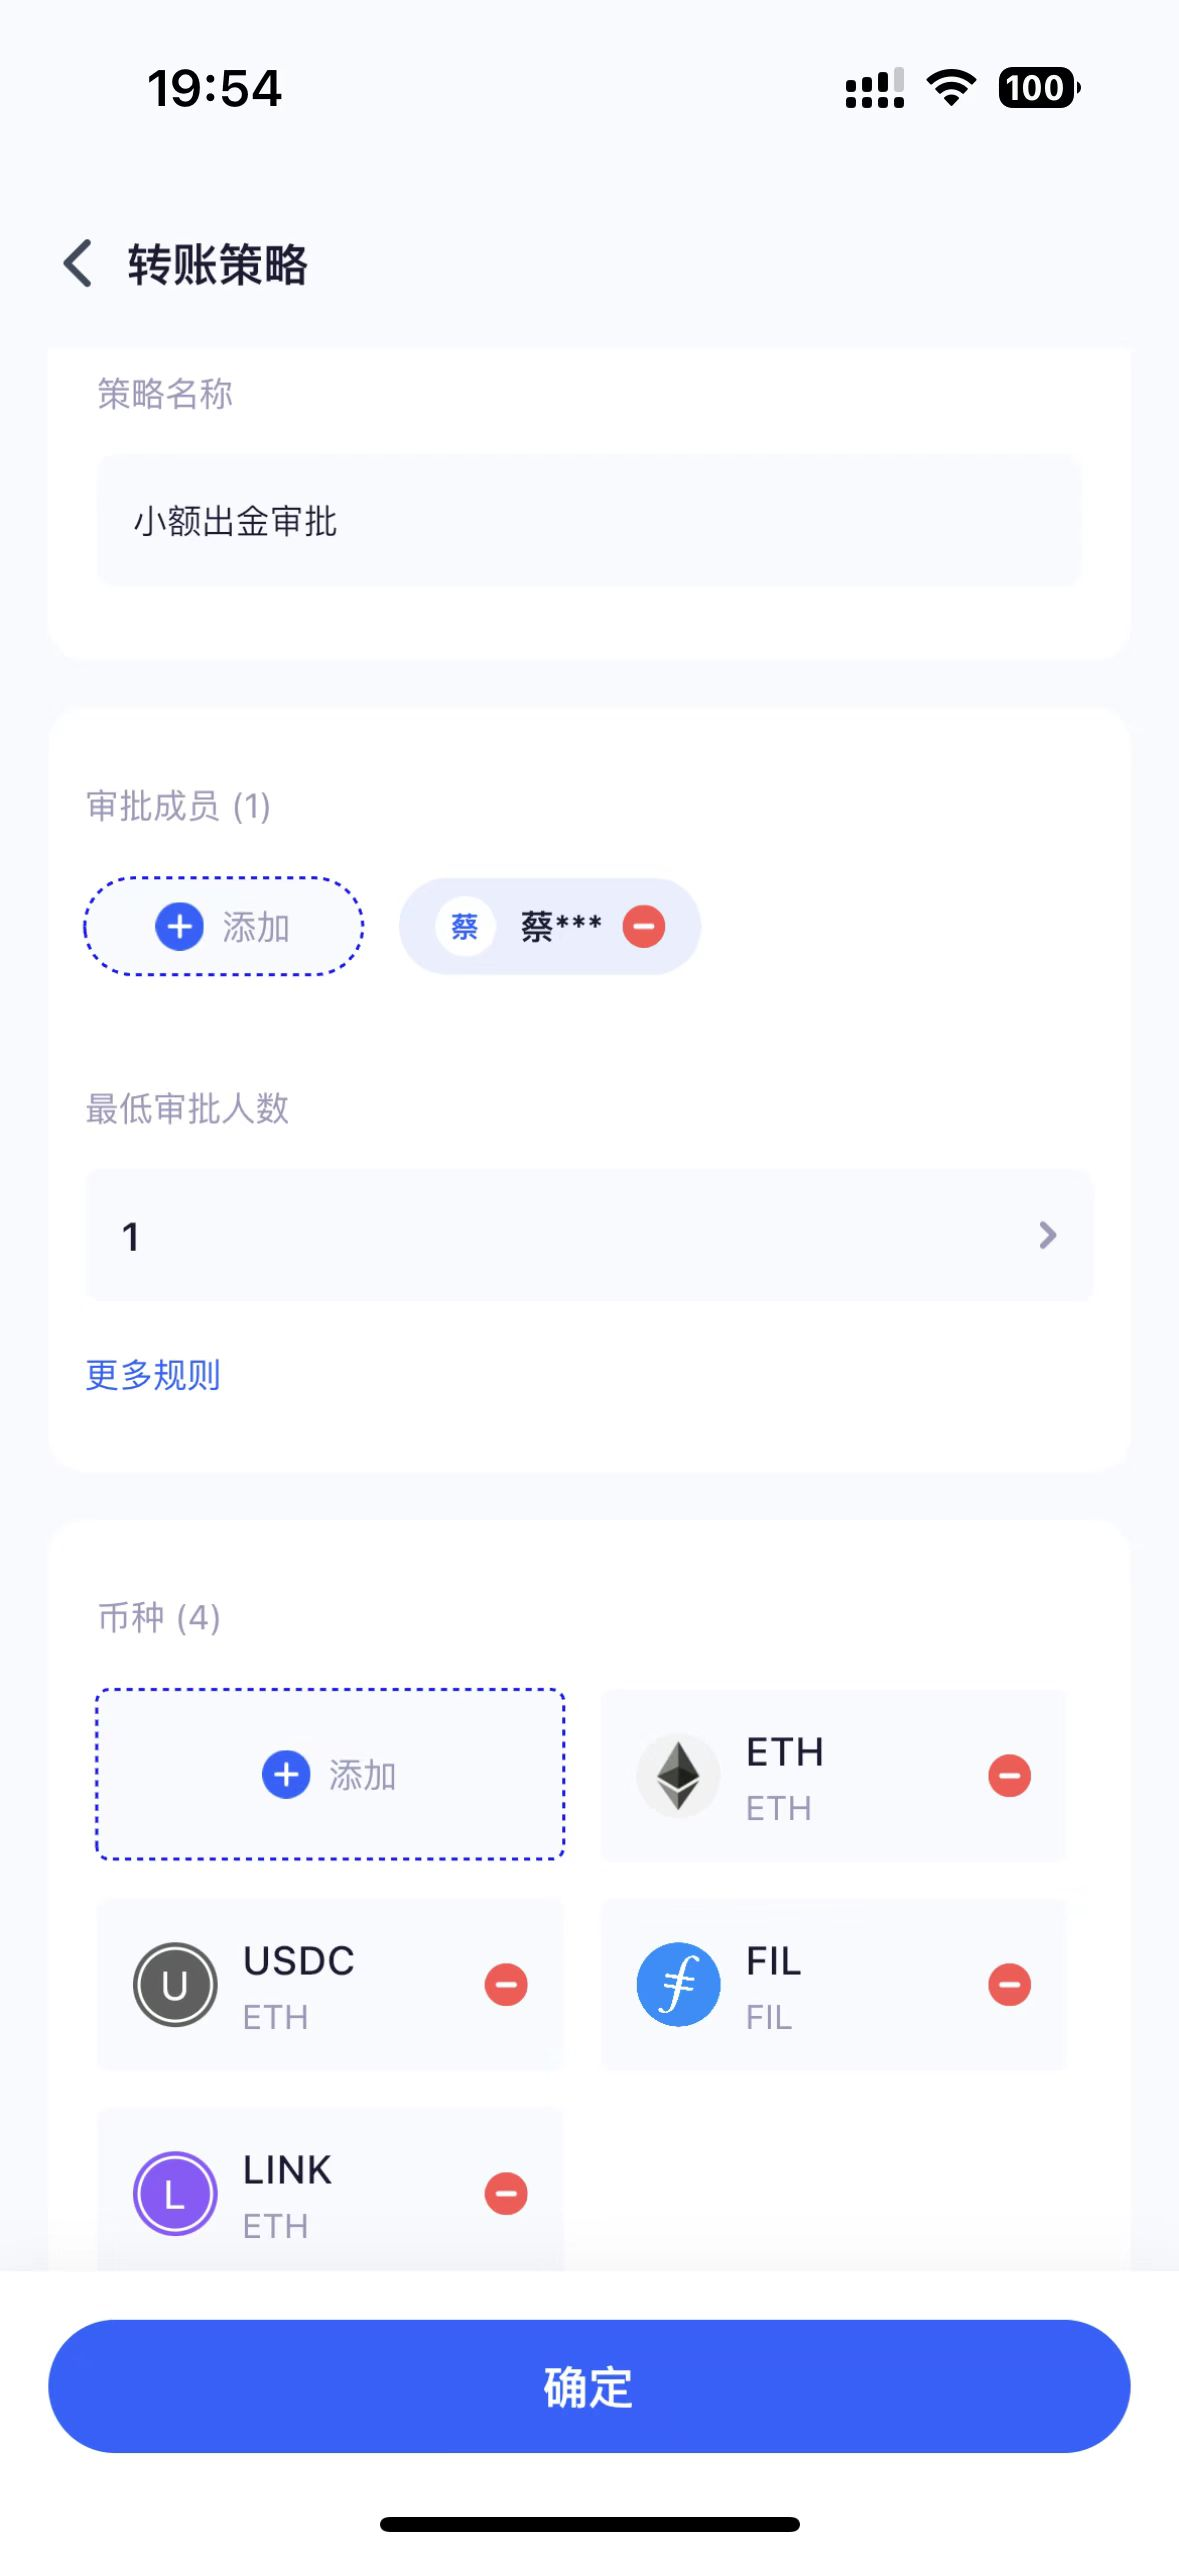 19:54
100
转账策略
策略名称
小额出金审批
审批成员 (1)
添加
蔡 蔡***
最低审批人数
1
更多规则
币种 (4)
添加
ETH
ETH
U USDC
ETH
FIL
FIL
L LINK
ETH
确定